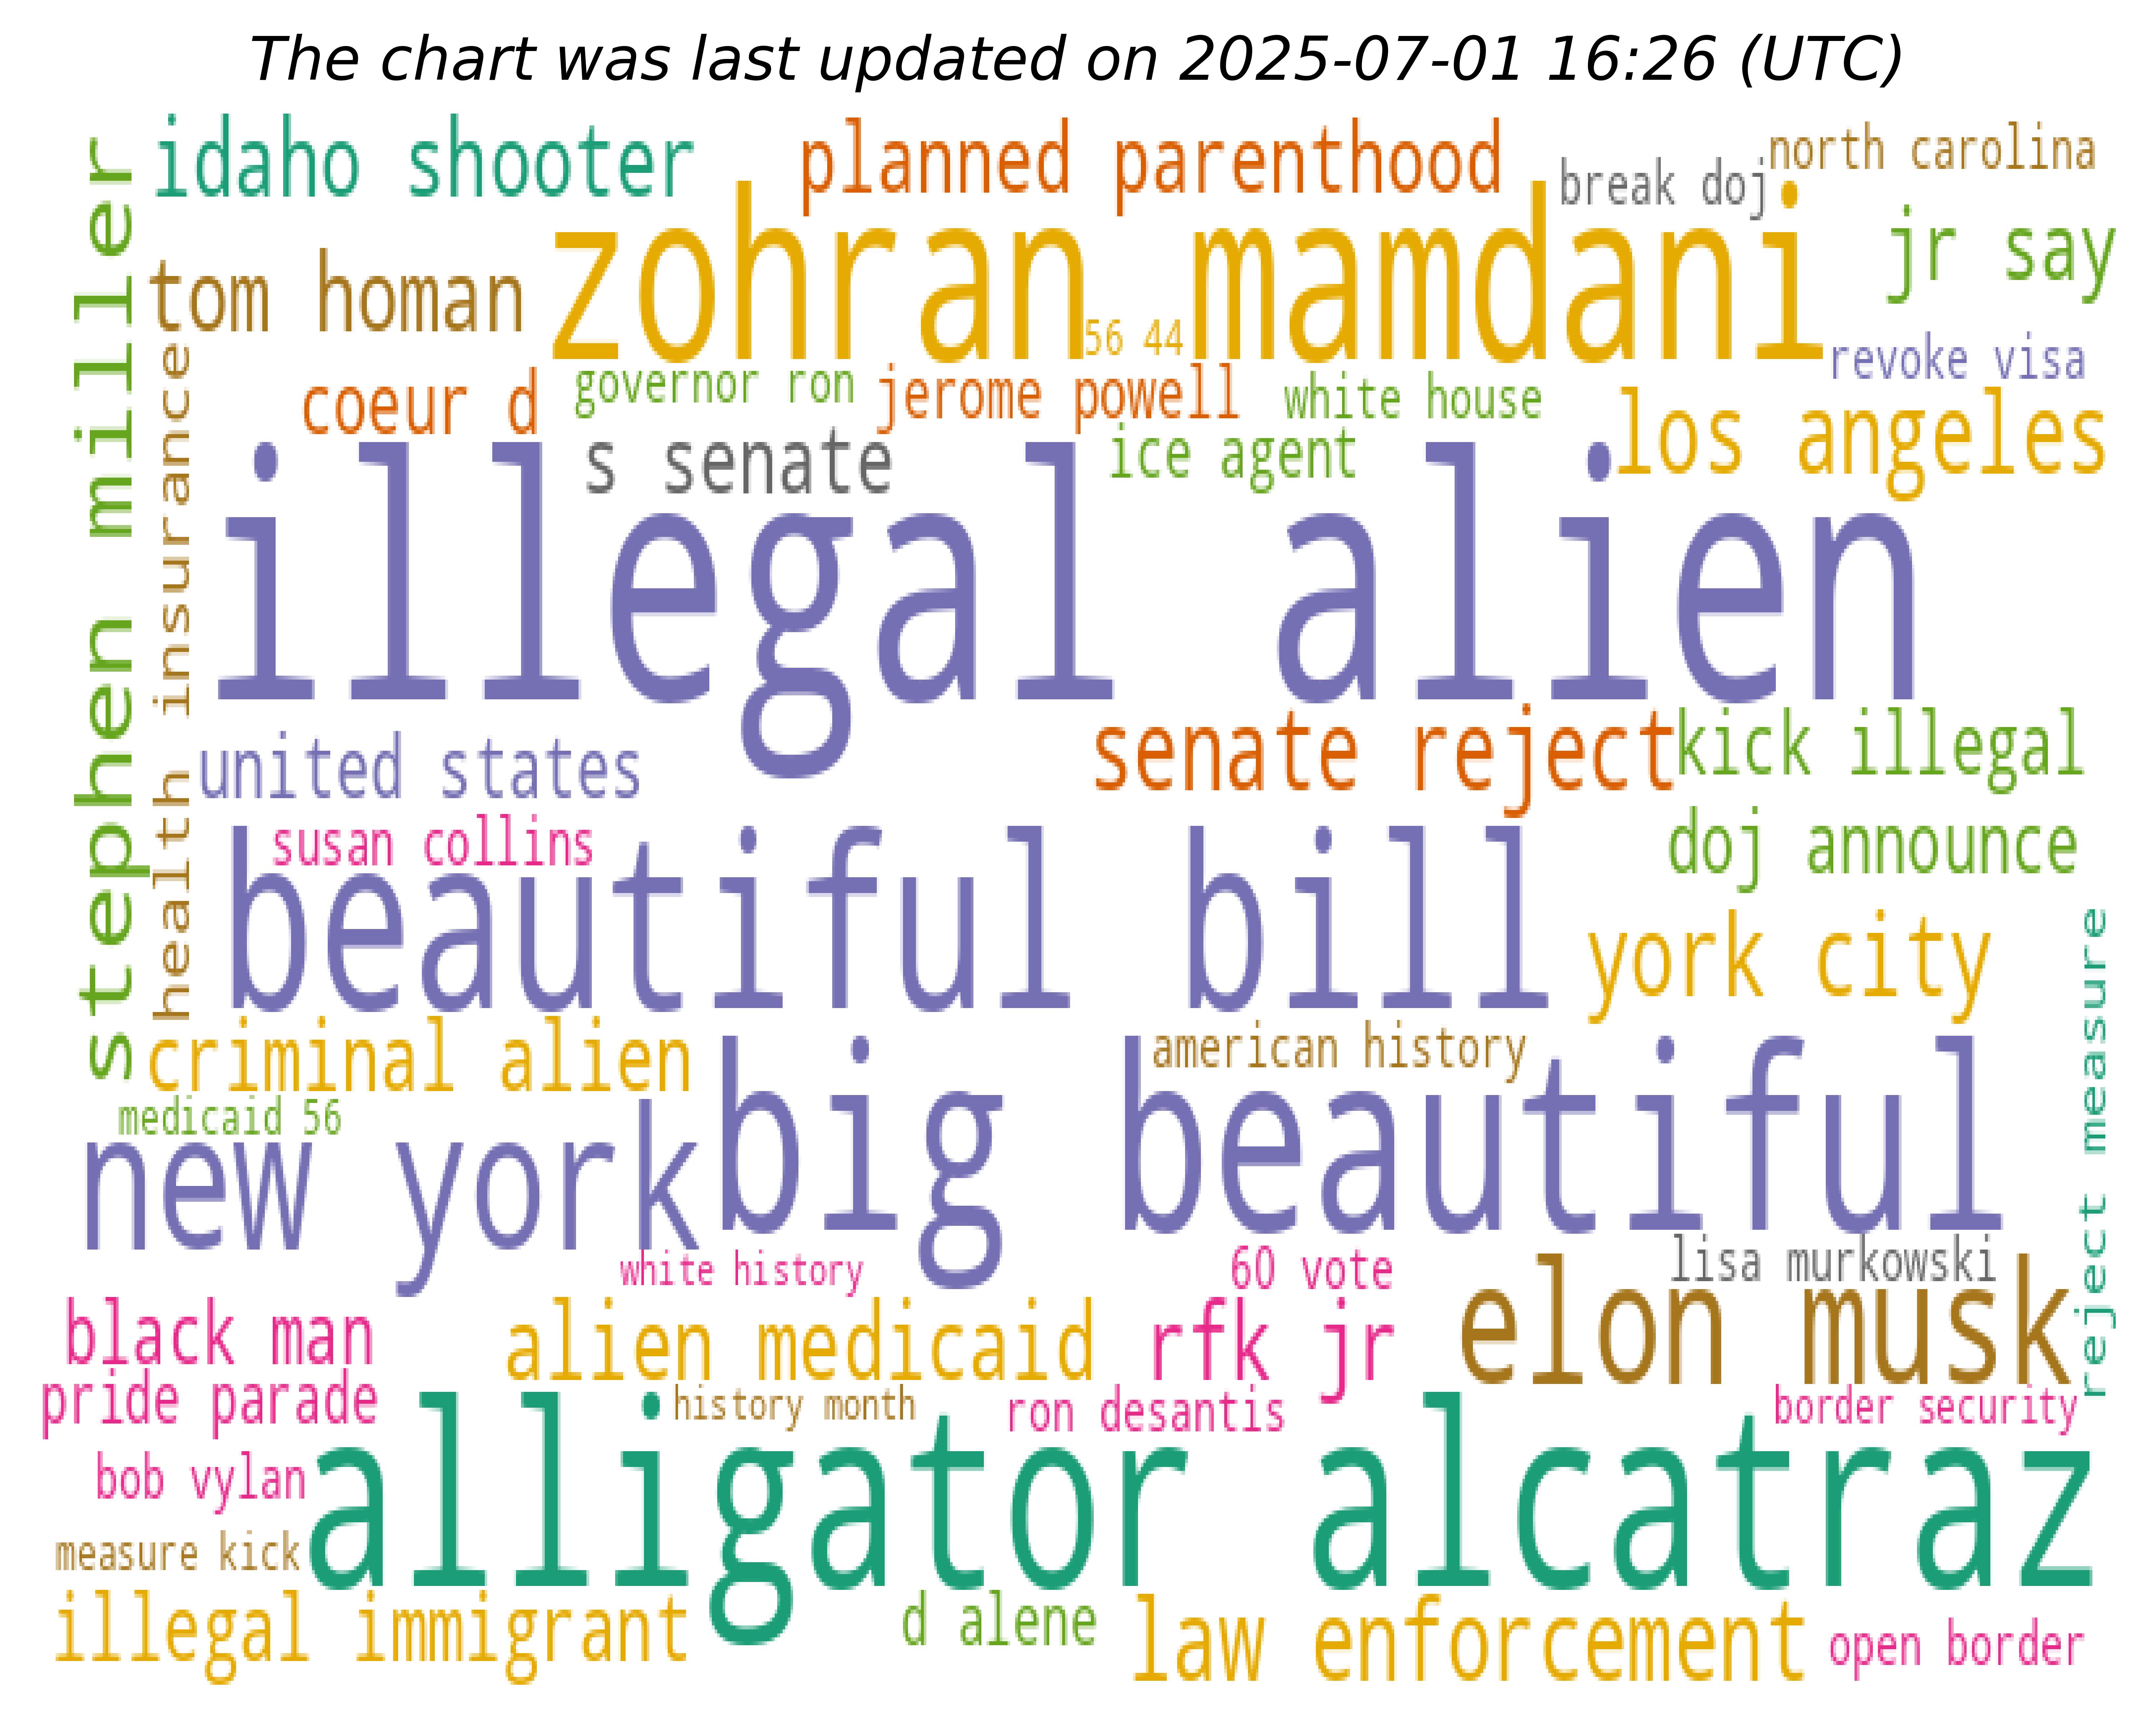 The chart was last updated on 2025-07-01 16:26 (UTC)
idaho shooter
planned parenthood
north carolina
break doj
stephen miller
zohran mamdani
jr say
tom homan
56 44
revoke visa
health insurance
coeur d
governor ron
jerome powell
white house
los angeles
s senate
ice agent
illegal alien
united states
senate reject
kick illegal
susan collins
doj announce
beautiful bill
york city
reject measure
criminal alien
american history
medicaid 56
new york
big beautiful
white history
60 vote
lisa murkowski
black man
alien medicaid
rfk jr
elon musk
pride parade
history month
ron desantis
border security
bob vylan
alligator alcatraz
measure kick
illegal immigrant
d alene
law enforcement
open border